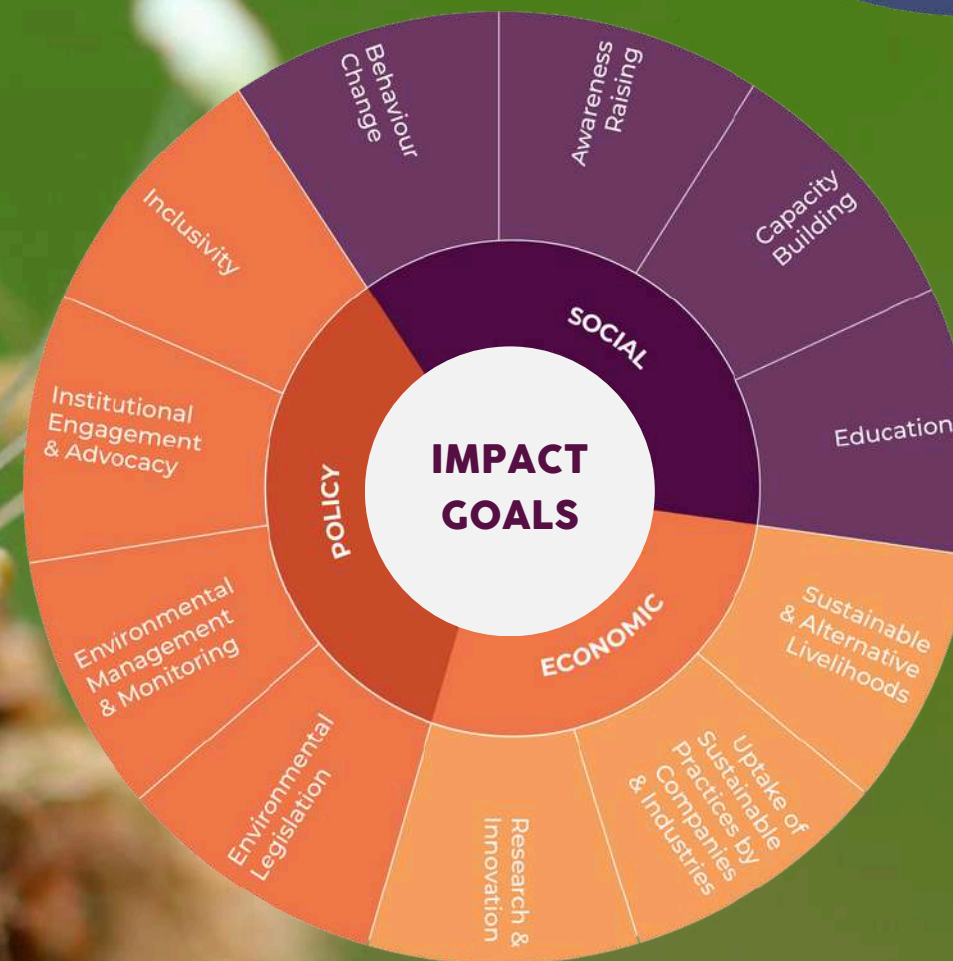 IMPACT
GOALS
SOCIAL
ECONOMIC
POLICY
Behaviour
Change
Awareness
Raising
Capacity
Building
Education
Sustainable
& Alternative
Livelihoods
Uptake of
Sustainable
Practices by
Companies
& Industries
Research &
Innovation
Environmental
Legislation
Environmental
Management
& Monitoring
Institutional
Engagement
& Advocacy
Inclusivity